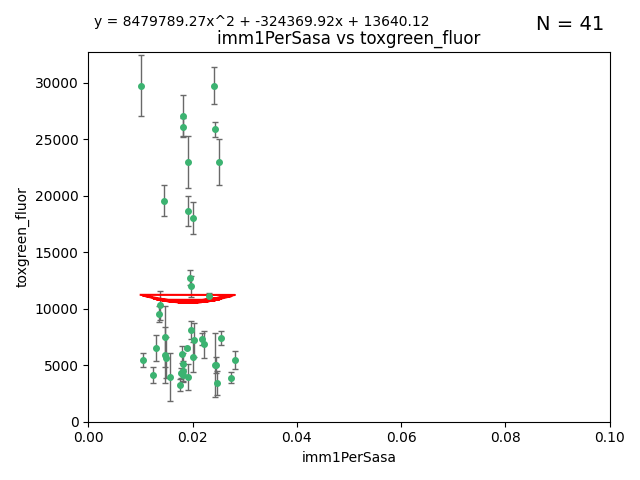 y = 8479789.27x^2 + -324369.92x + 13640.12
N = 41
imm1PerSasa vs toxgreen_fluor
30000
25000
20000
15000
10000
5000
0
toxgreen_fluor
0.00 0.02 0.04 0.06 0.08 0.10
imm1PerSasa